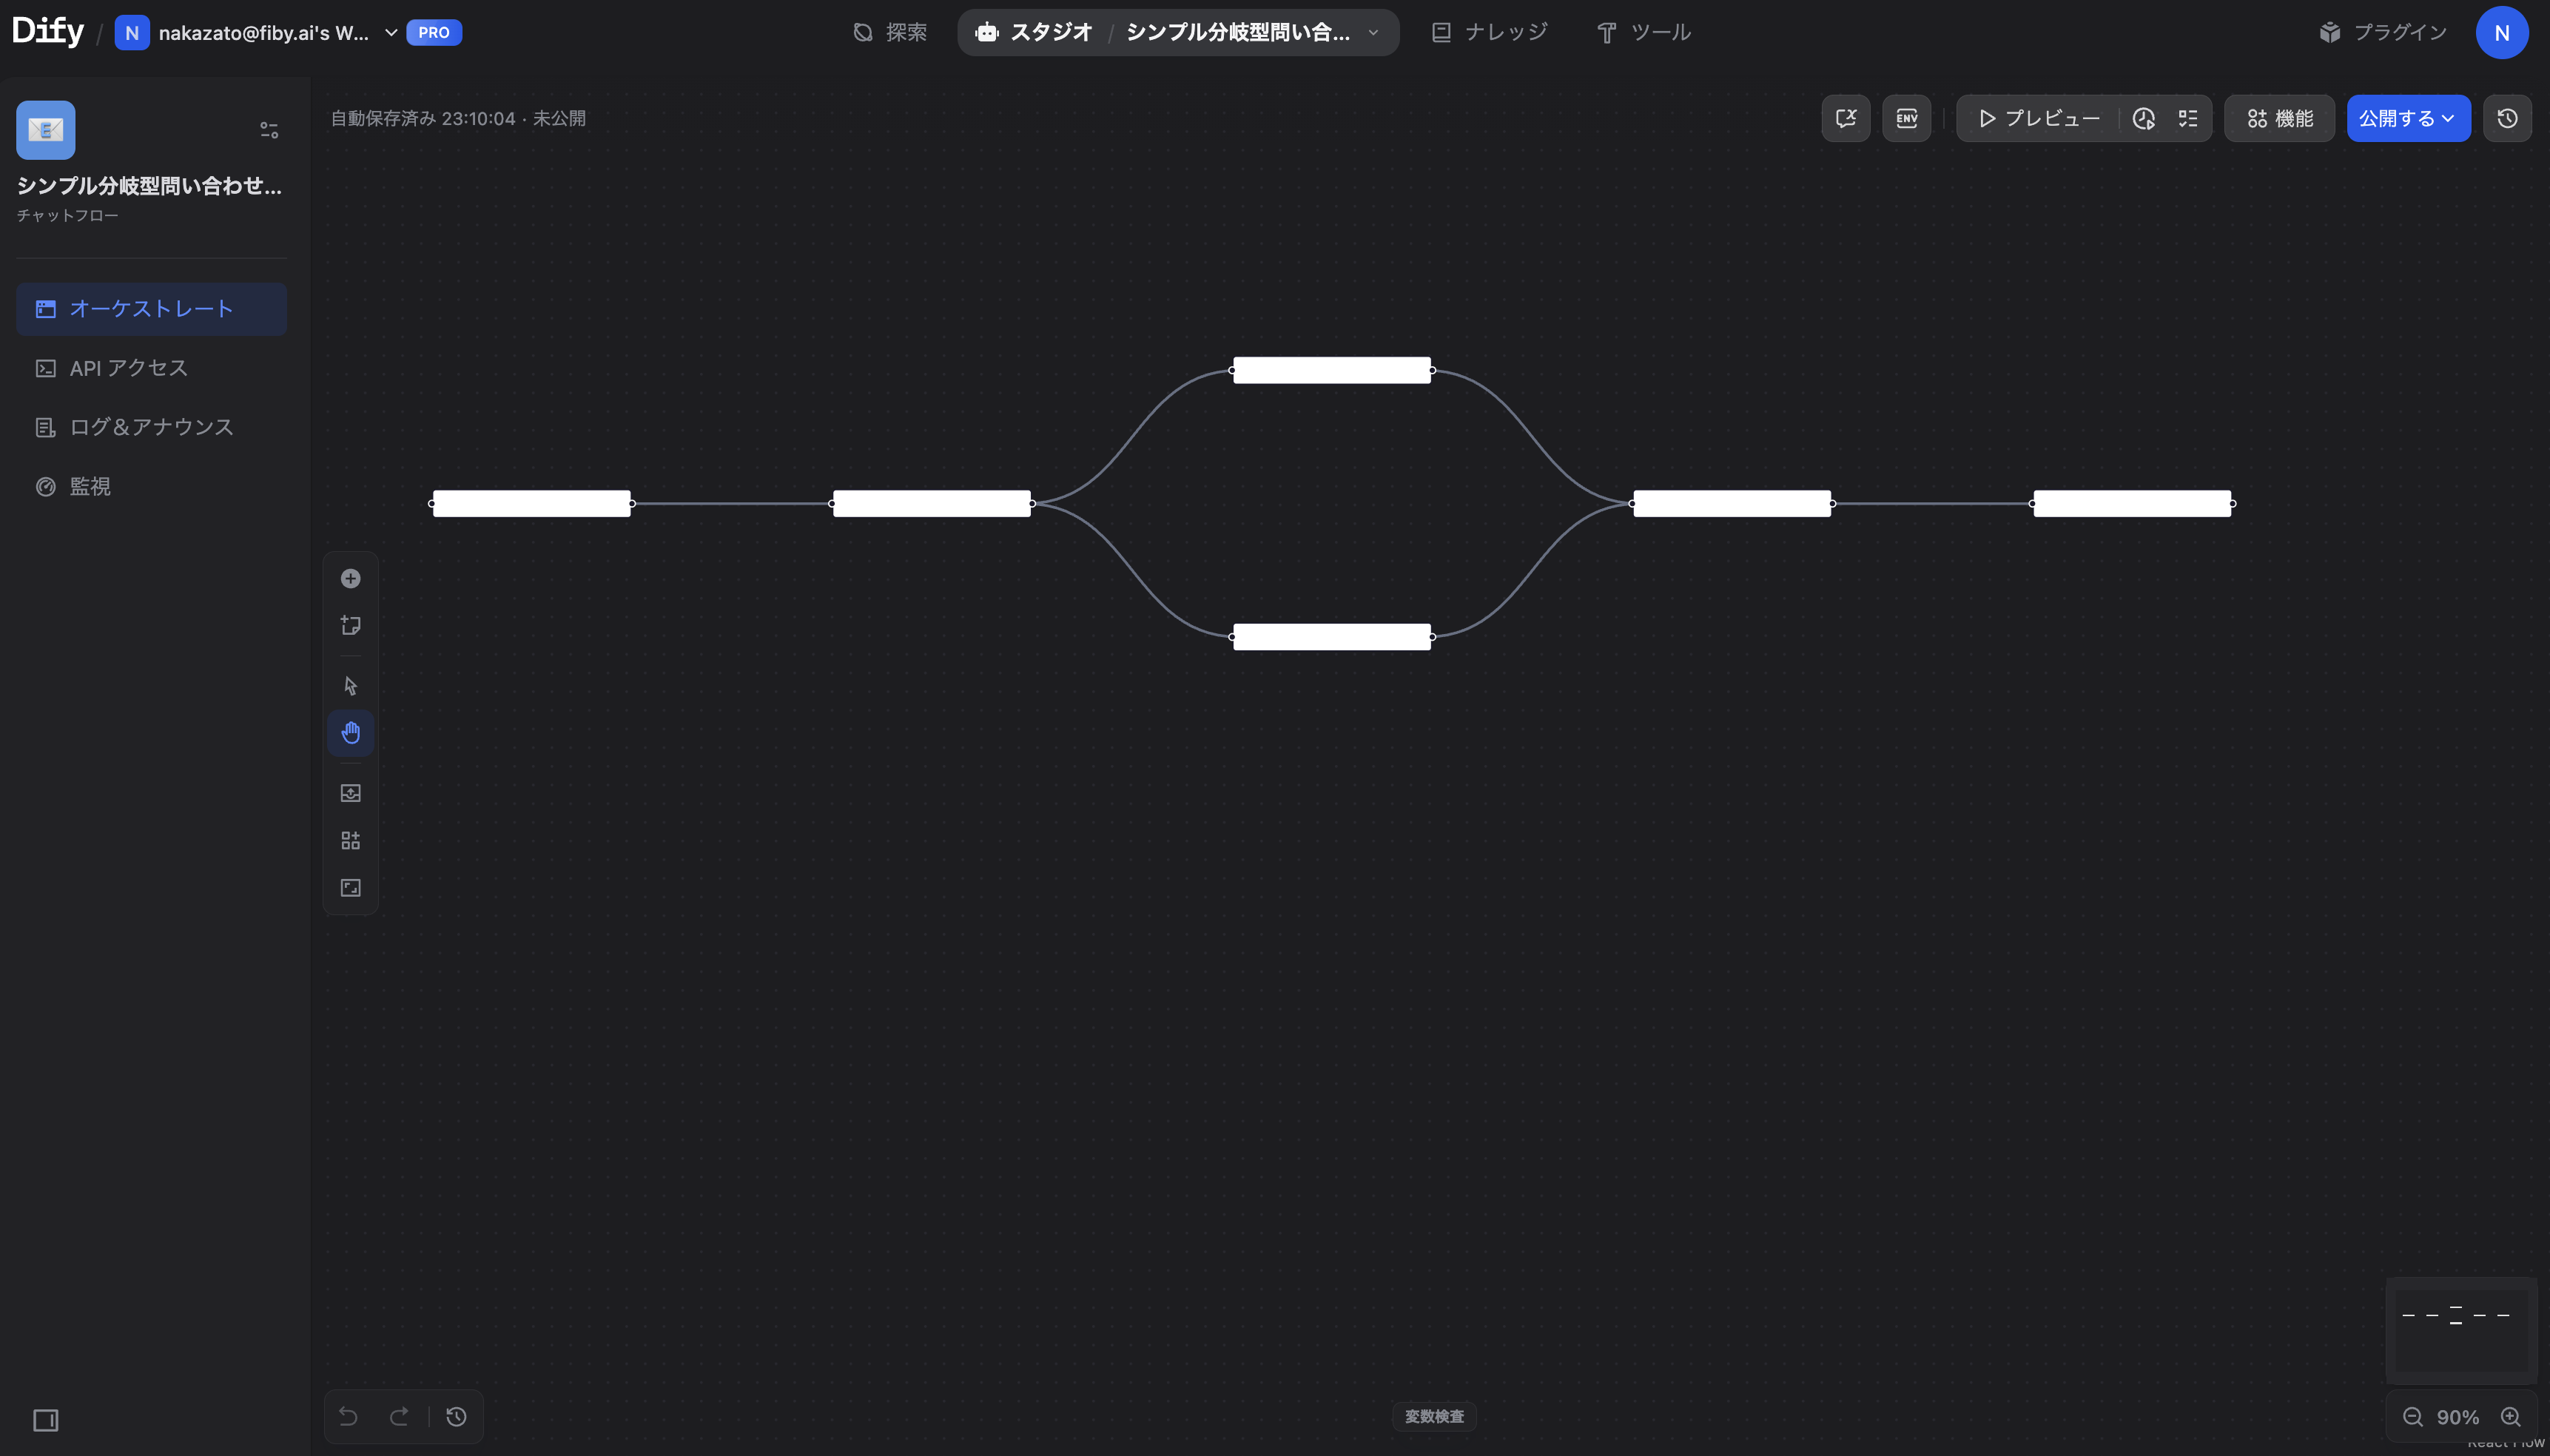 Dify / N nakazato@fiby.ai's W... PRO
探索
スタジオ / シンプル分岐型問い合...
ナレッジ
ツール
プラグイン
N
E
シンプル分岐型問い合わせ...
チャットフロー
オーケストレート
API アクセス
ログ＆アナウンス
監視
自動保存済み 23:10:04 · 未公開
ENV
プレビュー
機能
公開する
変数検査
90%
React Flow